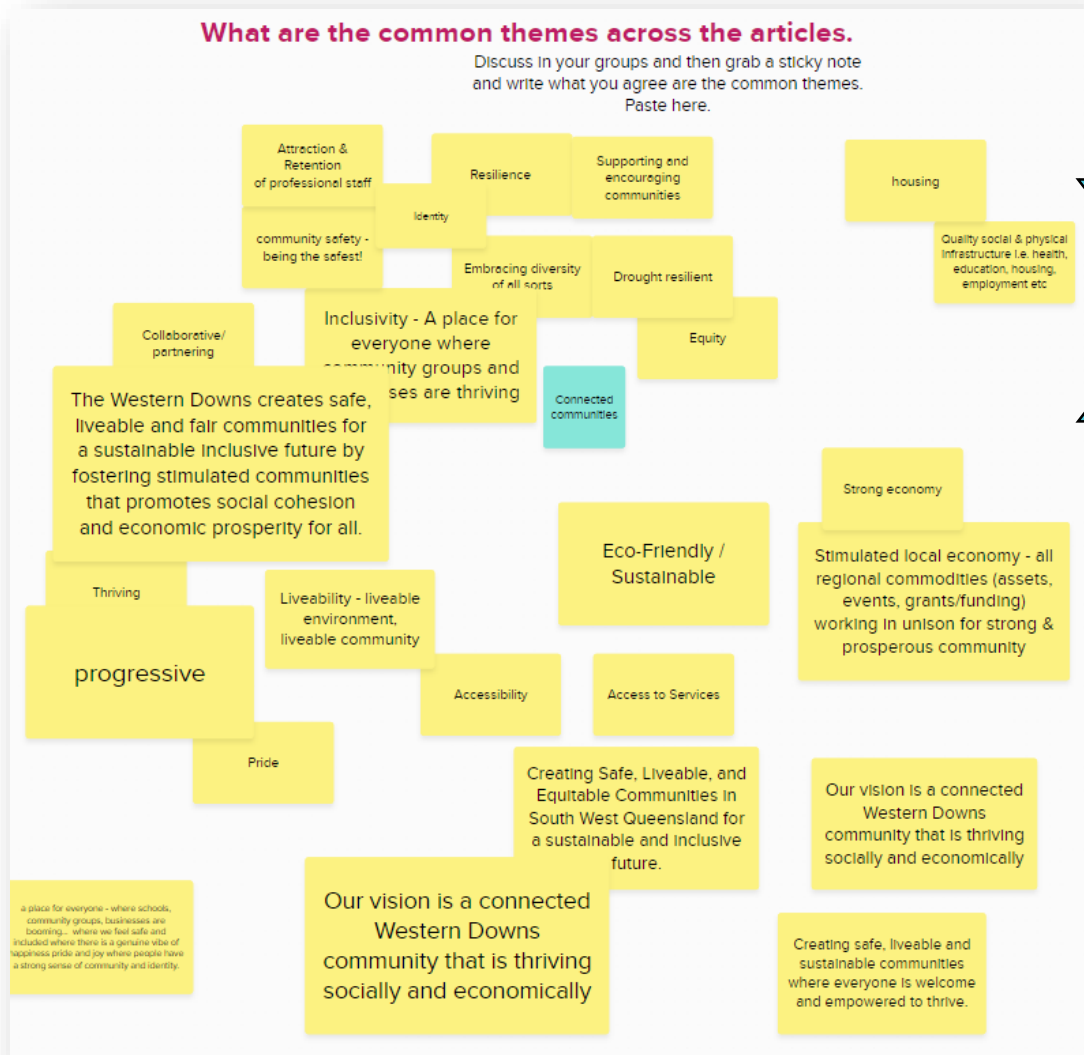 What are the common themes across the articles.
Discuss in your groups and then grab a sticky note
and write what you agree are the common themes.
Paste here.
Attraction &
Retention
of professional staff
Resilience
Supporting and
encouraging
communities
housing
Identity
community safety -
being the safest!
Quality social & physical
infrastructure i.e. health,
education, housing,
employment etc
Embracing diversity
of all sorts
Drought resilient
Inclusivity - A place for
everyone where
community groups and
ses are thriving
Equity
Collaborative/
partnering
Connected
communities
The Western Downs creates safe,
liveable and fair communities for
a sustainable inclusive future by
fostering stimulated communities
that promotes social cohesion
and economic prosperity for all.
Strong economy
Stimulated local economy - all
regional commodities (assets,
events, grants/funding)
working in unison for strong &
prosperous community
Eco-Friendly /
Sustainable
Thriving
Liveability - liveable
environment,
liveable community
progressive
Accessibility
Access to Services
Pride
Creating Safe, Liveable, and
Equitable Communities in
South West Queensland for
a sustainable and inclusive
future.
Our vision is a connected
Western Downs
community that is thriving
socially and economically
a place for everyone - where schools,
community groups, businesses are
booming... where we feel safe and
included where there is a genuine vibe of
happiness pride and joy where people have
a strong sense of community and identity.
Our vision is a connected
Western Downs
community that is thriving
socially and economically
Creating safe, liveable and
sustainable communities
where everyone is welcome
and empowered to thrive.